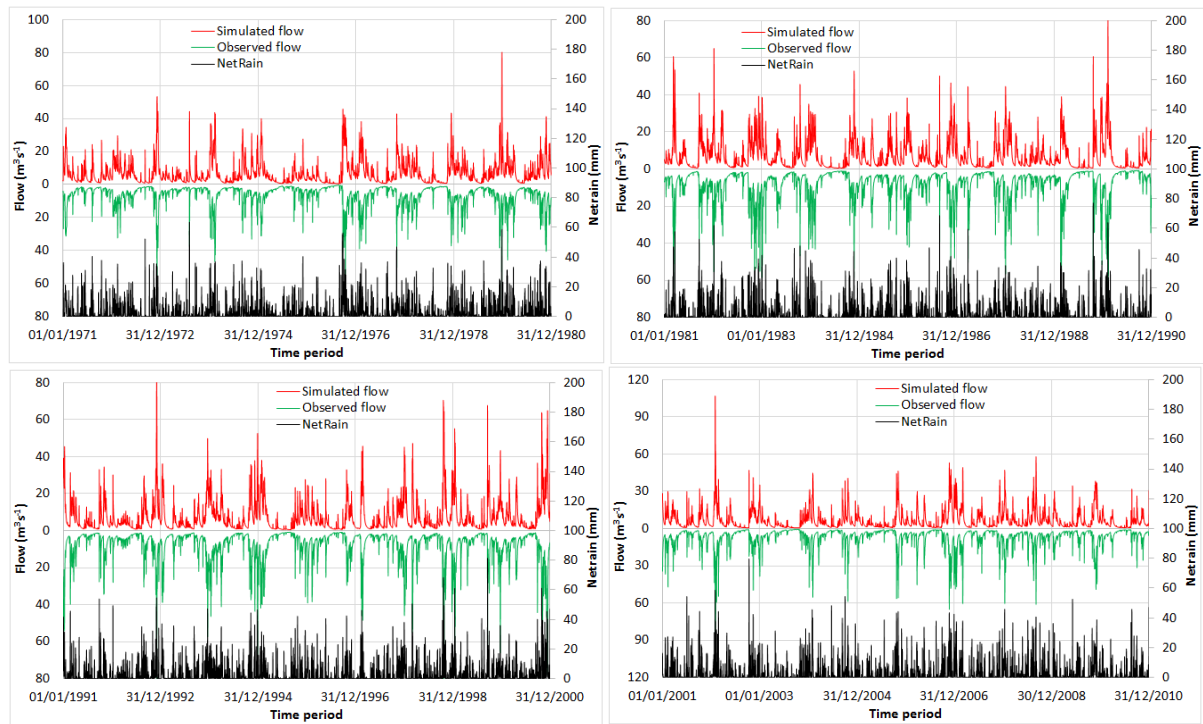 100
80
60
40
20
0
20
40
60
80
Flow (m³s⁻¹)
Simulated flow
Observed flow
NetRain
200
180
160
140
120
100
80
60
40
20
0
Netrain (mm)
01/01/1971 31/12/1972 31/12/1974 31/12/1976 31/12/1978 31/12/1980
Time period
80
60
40
20
0
20
40
60
80
Flow (m³s⁻¹)
Simulated flow
Observed flow
NetRain
200
180
160
140
120
100
80
60
40
20
0
Netrain (mm)
01/01/1981 01/01/1983 31/12/1984 31/12/1986 31/12/1988 31/12/1990
Time period
80
60
40
20
0
20
40
60
80
Flow (m³s⁻¹)
Simulated flow
Observed flow
NetRain
200
180
160
140
120
100
80
60
40
20
0
Netrain (mm)
01/01/1991 31/12/1992 31/12/1994 31/12/1996 31/12/1998 31/12/2000
Time period
120
90
60
30
0
30
60
90
120
Flow (m³s⁻¹)
Simulated flow
Observed flow
NetRain
200
180
160
140
120
100
80
60
40
20
0
Netrain (mm)
01/01/2001 01/01/2003 31/12/2004 31/12/2006 30/12/2008 31/12/2010
Time period